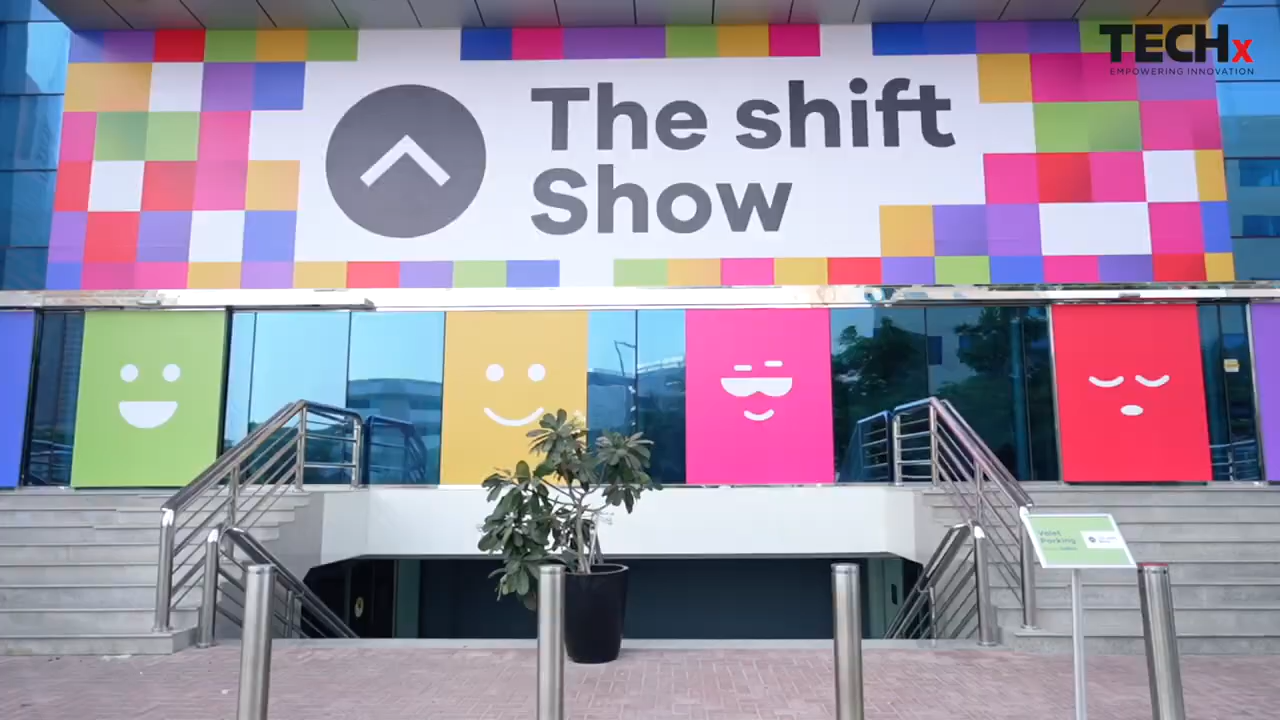 TECHx
EMPOWERING INNOVATION
The shift
Show
Valet
Parking